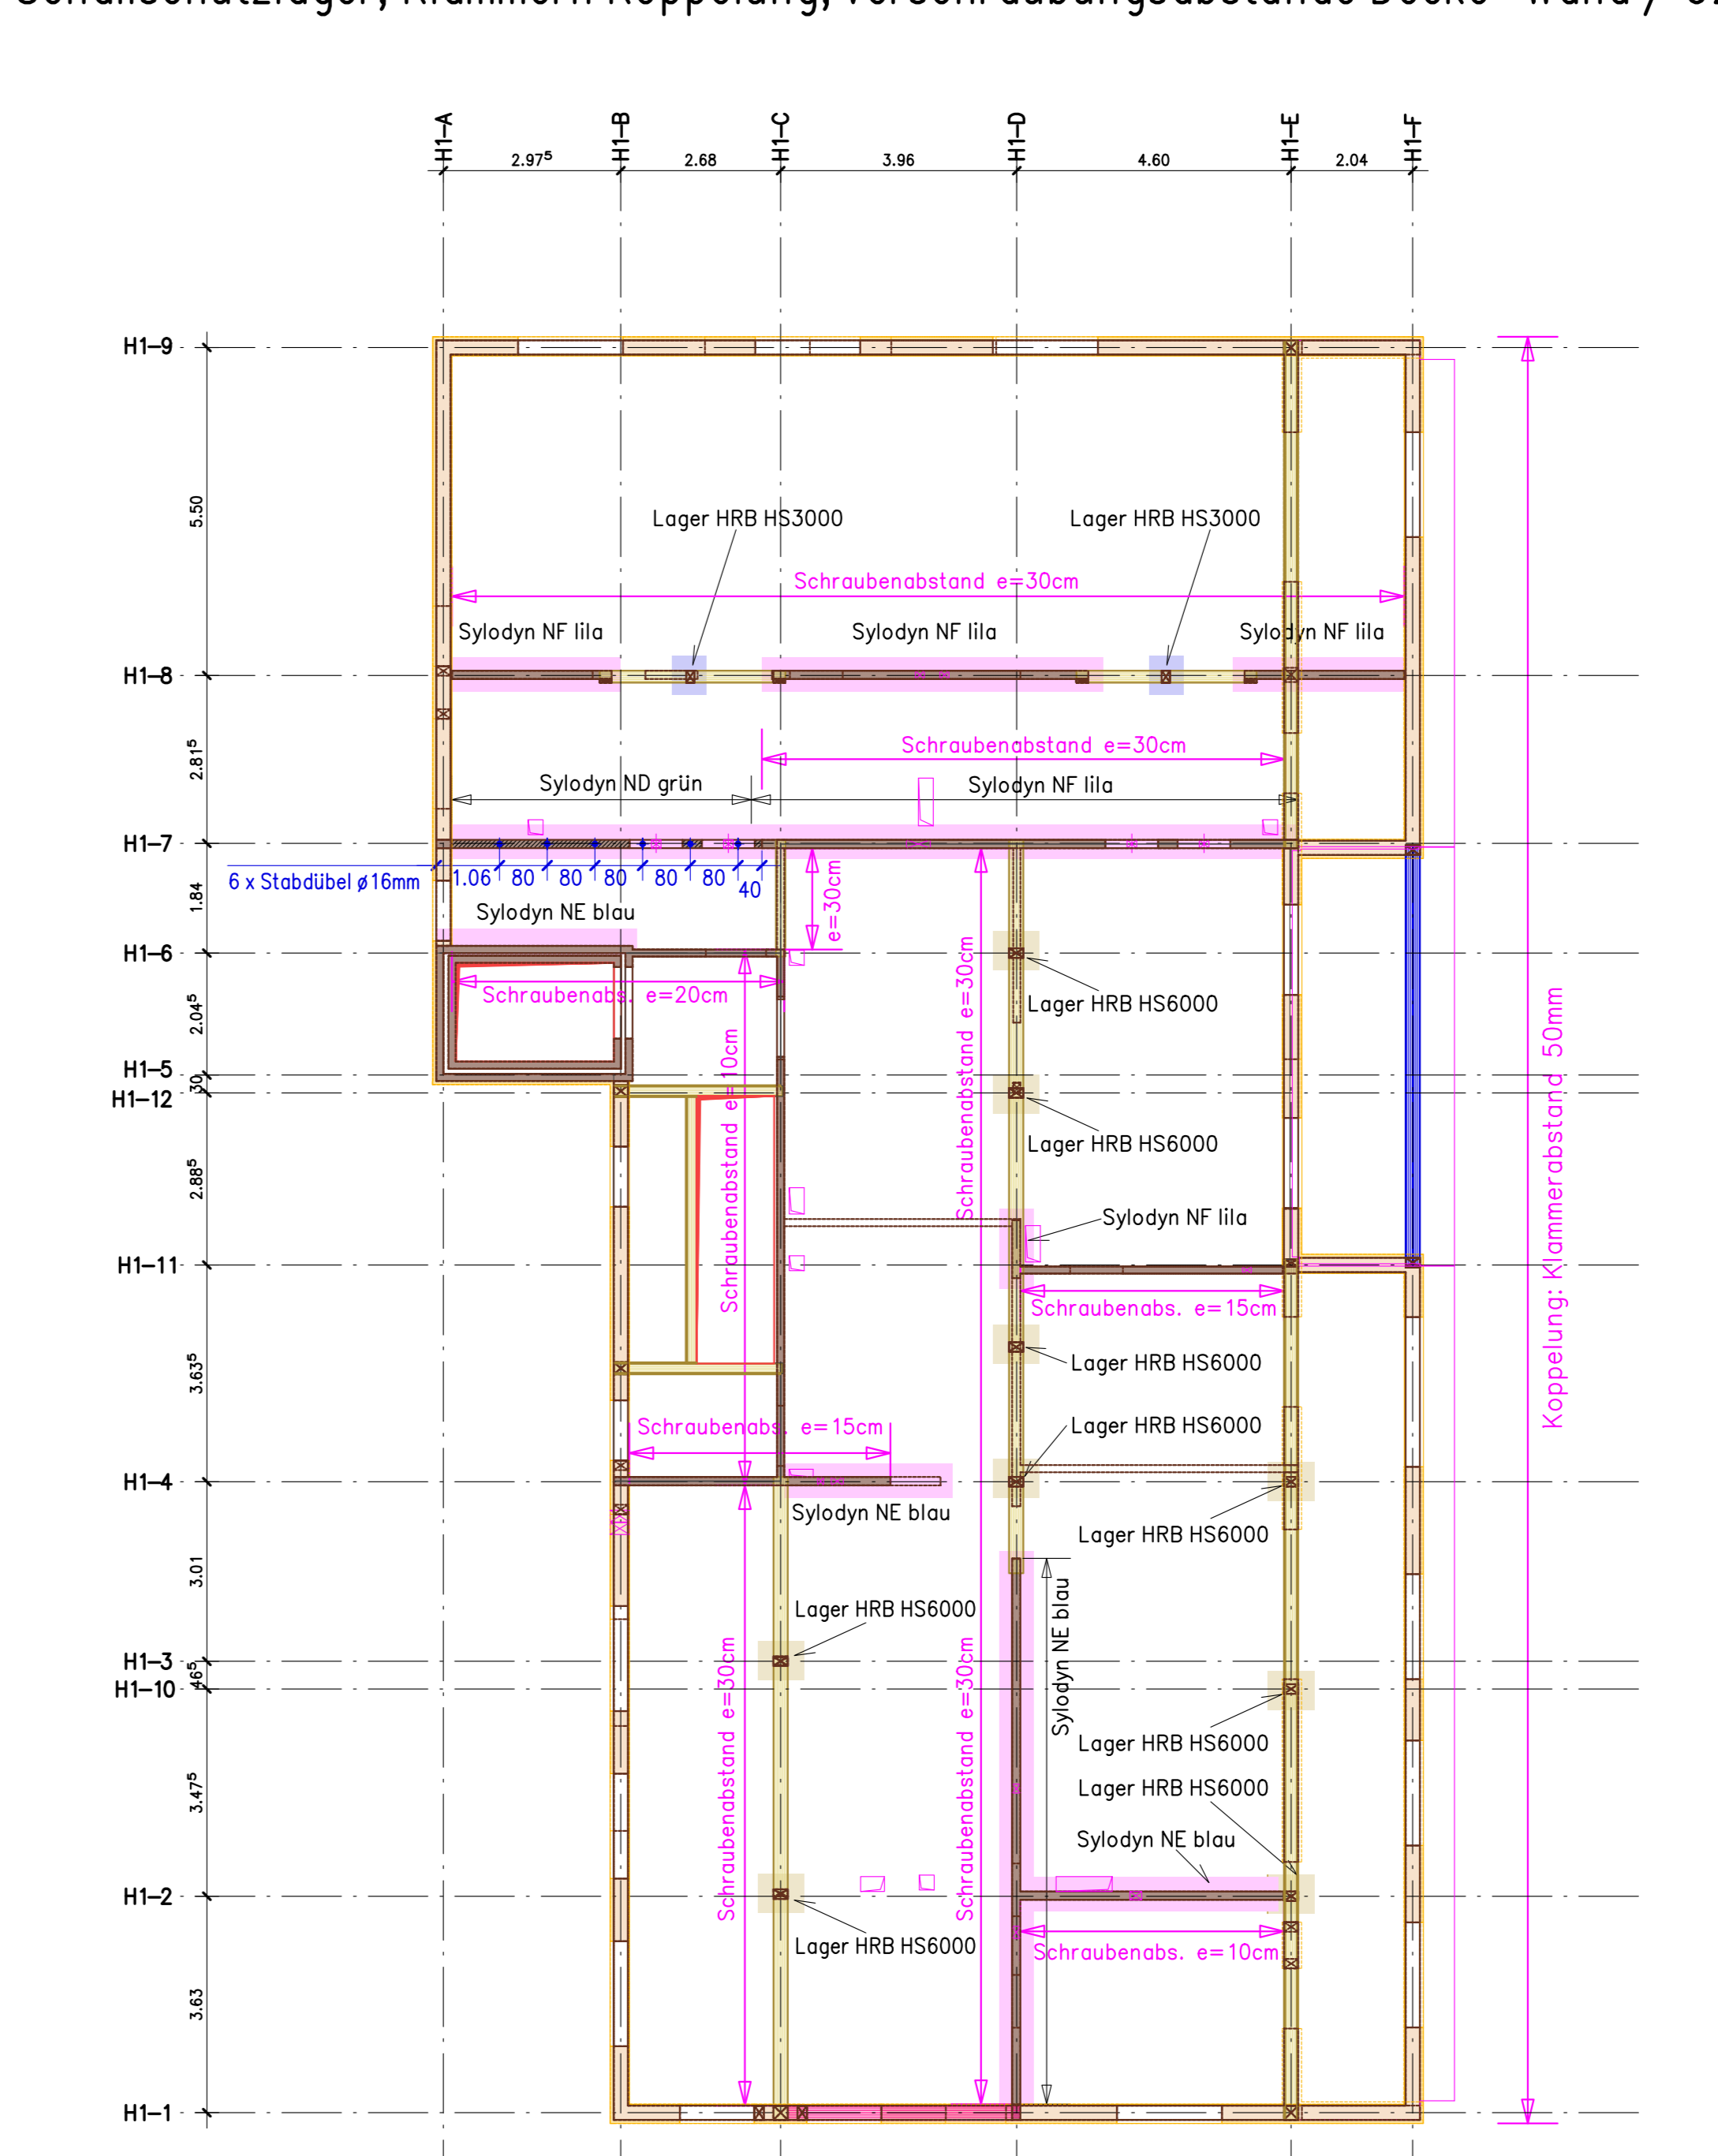 H1-A
H1-B
H1-C
H1-D
H1-E
H1-F
2.97⁵
2.68
3.96
4.60
2.04
H1-9
5.50
Lager HRB HS3000
Lager HRB HS3000
Schraubenabstand e=30cm
Sylodyn NF lila
Sylodyn NF lila
Sylodyn NF lila
H1-8
2.81⁵
Schraubenabstand e=30cm
Sylodyn ND grün
Sylodyn NF lila
H1-7
6 x Stabdübel ø16mm
1.06
80
80
80
80
80
40
1.84
e=30cm
Sylodyn NE blau
H1-6
Schraubenabs. e=20cm
Lager HRB HS6000
2.04⁵
Schraubenabstand e=30cm
Schraubenabstand e= 10cm
Koppelung: Klammerabstand 50mm
H1-5
30
H1-12
Lager HRB HS6000
2.88⁵
Sylodyn NF lila
H1-11
Schraubenabs. e=15cm
Lager HRB HS6000
3.63⁵
Schraubenabs. e=15cm
Lager HRB HS6000
H1-4
Sylodyn NE blau
Lager HRB HS6000
3.01
Sylodyn NE blau
Lager HRB HS6000
H1-3
46⁵
H1-10
Schraubenabstand e=30cm
Schraubenabstand e=30cm
Lager HRB HS6000
3.47⁵
Lager HRB HS6000
Sylodyn NE blau
H1-2
Lager HRB HS6000
Schraubenabs. e=10cm
3.63
H1-1